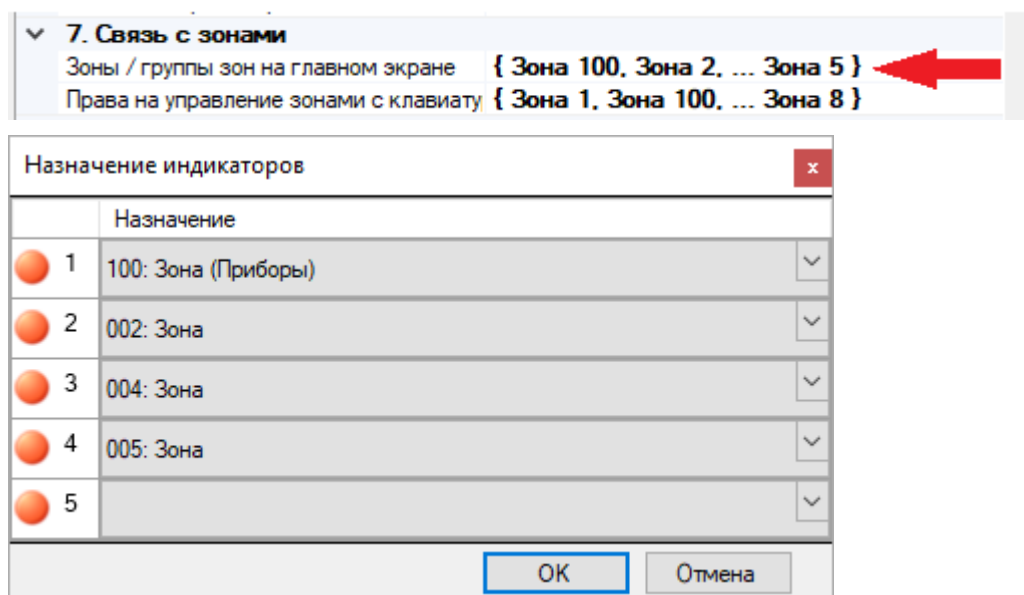 7. Связь с зонами
Зоны / группы зон на главном экране { Зона 100, Зона 2, ... Зона 5 }
Права на управление зонами с клавиату { Зона 1, Зона 100, ... Зона 8 }
Назначение индикаторов
Назначение
1 100: Зона (Приборы)
2 002: Зона
3 004: Зона
4 005: Зона
5
OK Отмена